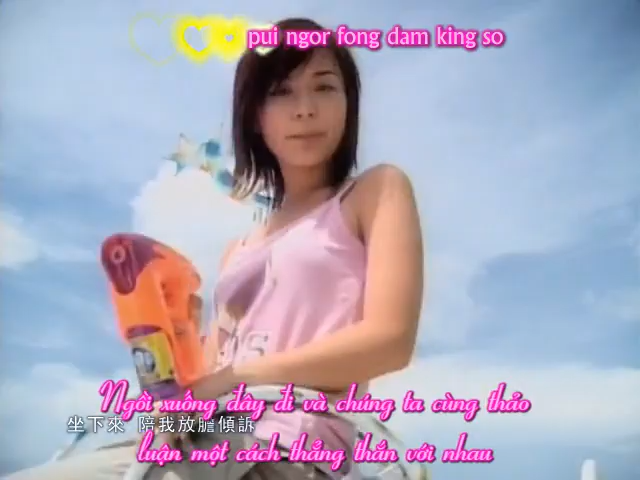 pui ngor fong dam king so
Ngồi xuống đây đi và chúng ta cùng thảo
坐下來 陪我放膽傾訴
luận một cách thẳng thắn với nhau